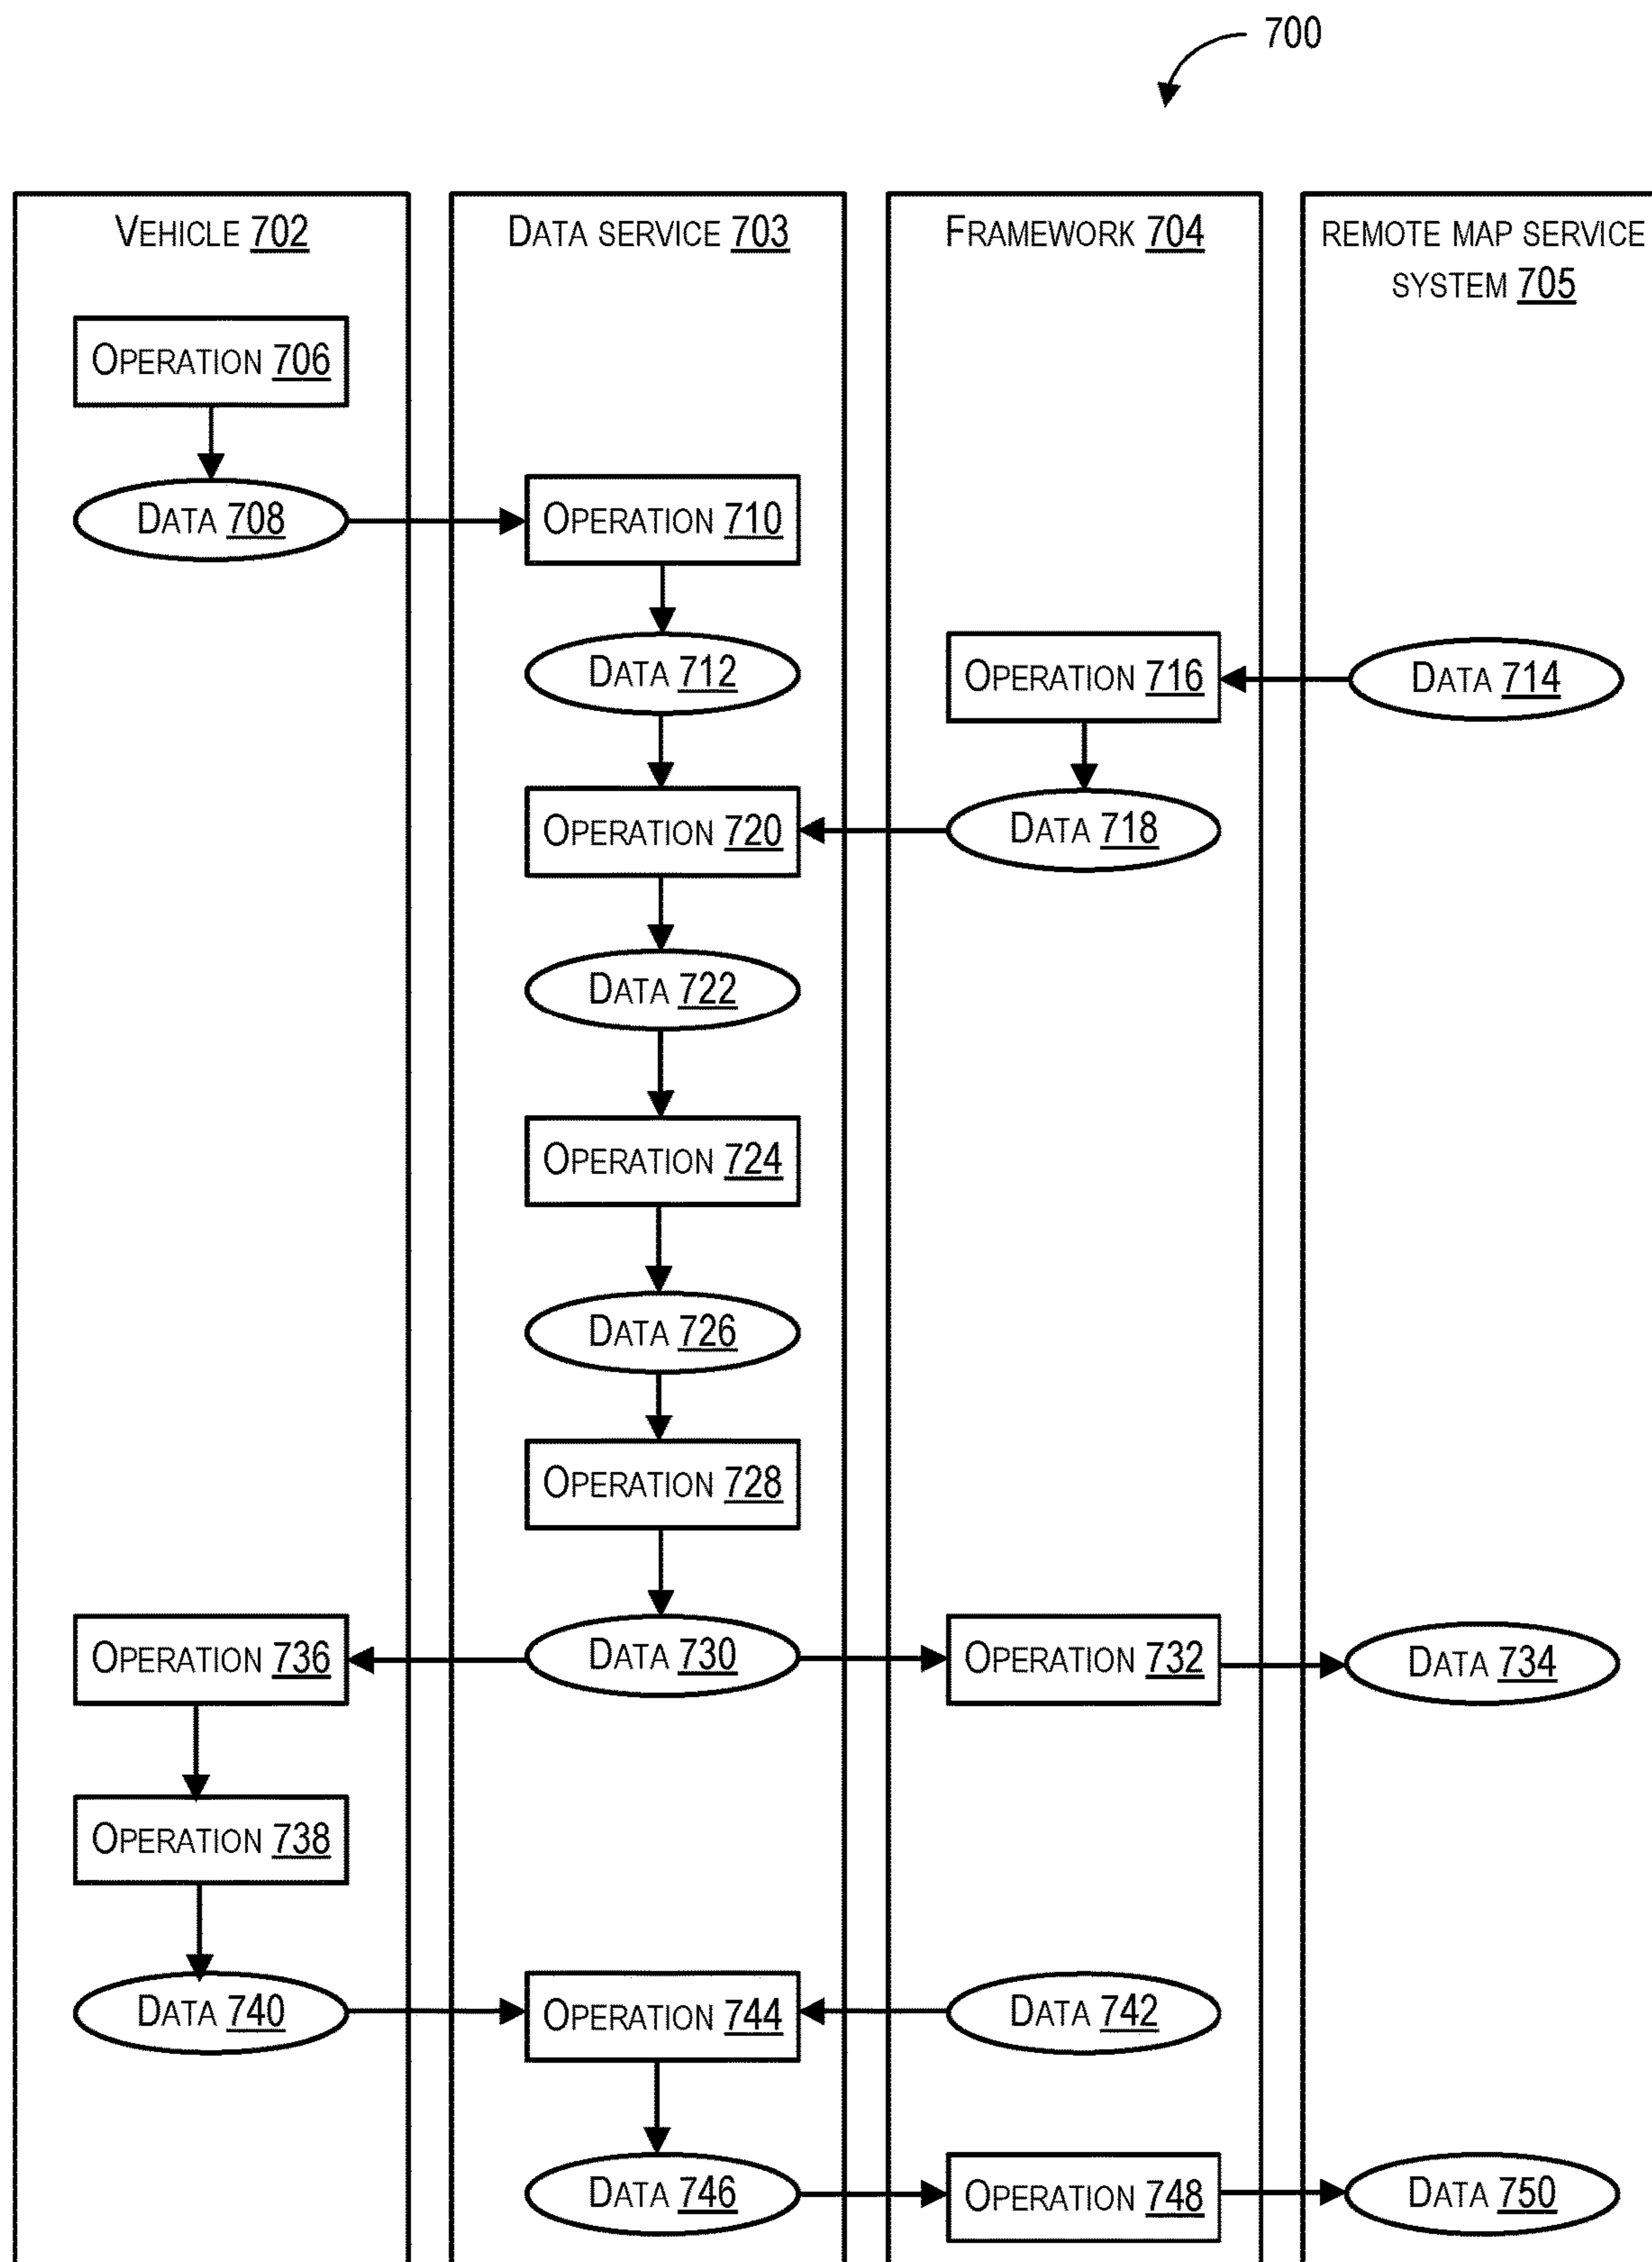 700
VEHICLE 702
DATA SERVICE 703
FRAMEWORK 704
REMOTE MAP SERVICE
SYSTEM 705
OPERATION 706
DATA 708
OPERATION 710
DATA 712
OPERATION 716
DATA 714
OPERATION 720
DATA 718
DATA 722
OPERATION 724
DATA 726
OPERATION 728
OPERATION 736
DATA 730
OPERATION 732
DATA 734
OPERATION 738
DATA 740
OPERATION 744
DATA 742
DATA 746
OPERATION 748
DATA 750